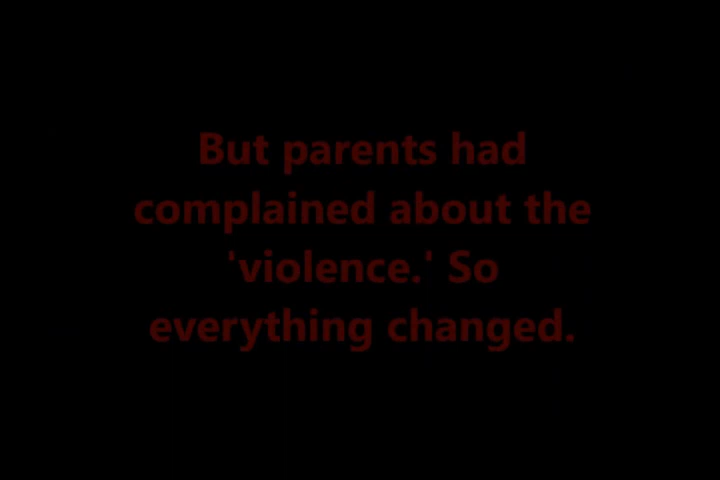 But parents had
complained about the
'violence.' So
everything changed.